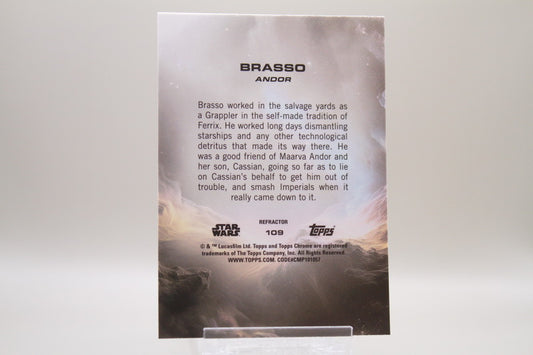 BRASSO
ANDOR
Brasso worked in the salvage yards as
a Grappler in the self-made tradition of
Ferrix. He worked long days dismantling
starships and any other technological
detritus that made its way there. He
was a good friend of Maarva Andor and
her son, Cassian, going so far as to lie
on Cassian's behalf to get him out of
trouble, and smash Imperials when it
really came down to it.
REFRACTOR
STAR WARS 109 Topps
© & ™ Lucasfilm Ltd. Topps and Topps Chrome are registered
trademarks of The Topps Company, Inc. All Rights Reserved.
WWW.TOPPS.COM. CODE#CMP101057